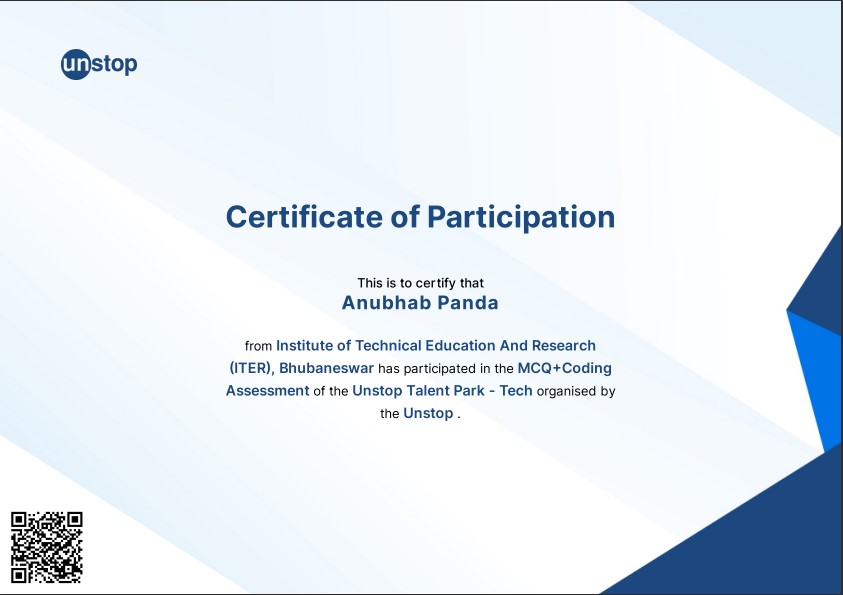 unstop
Certificate of Participation
This is to certify that
Anubhab Panda
from Institute of Technical Education And Research
(ITER), Bhubaneswar has participated in the MCQ+Coding
Assessment of the Unstop Talent Park - Tech organised by
the Unstop .